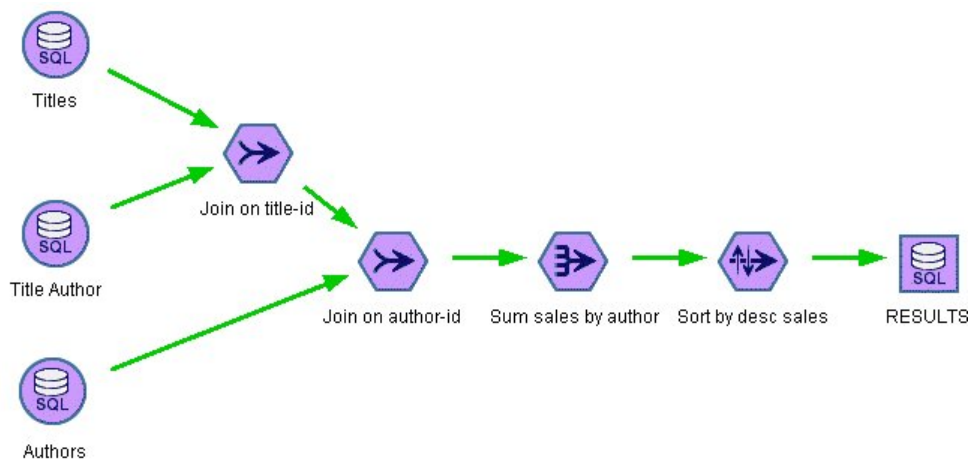 SQL
Titles
Join on title-id
SQL
Title Author
Join on author-id
Sum sales by author
Sort by desc sales
SQL
RESULTS
SQL
Authors